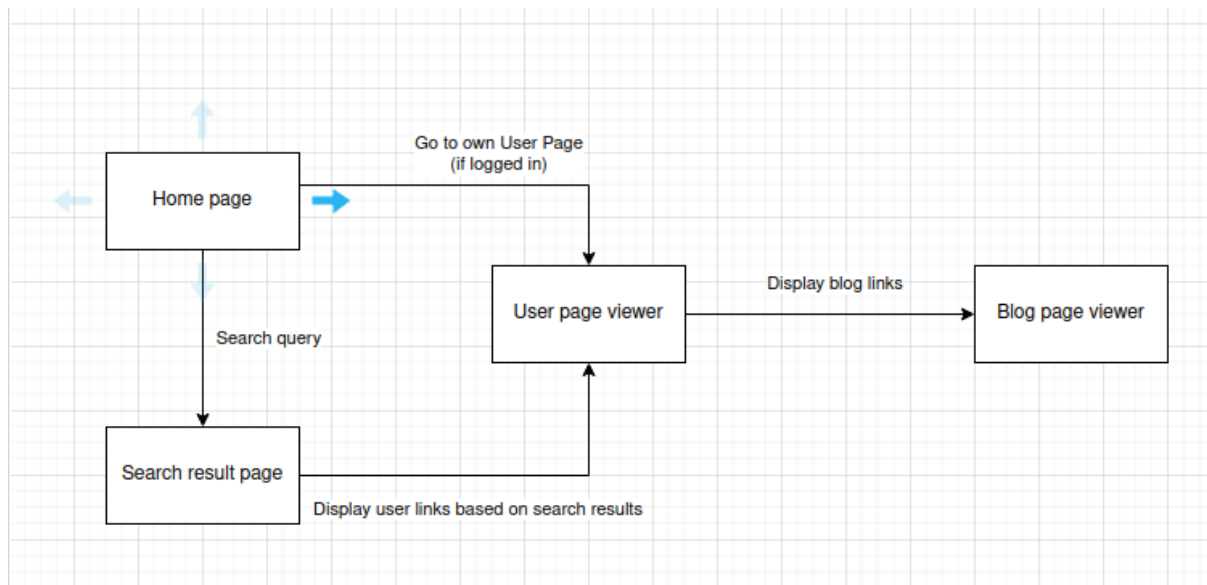 Go to own User Page
(if logged in)
Home page
User page viewer
Display blog links
Blog page viewer
Search query
Search result page
Display user links based on search results